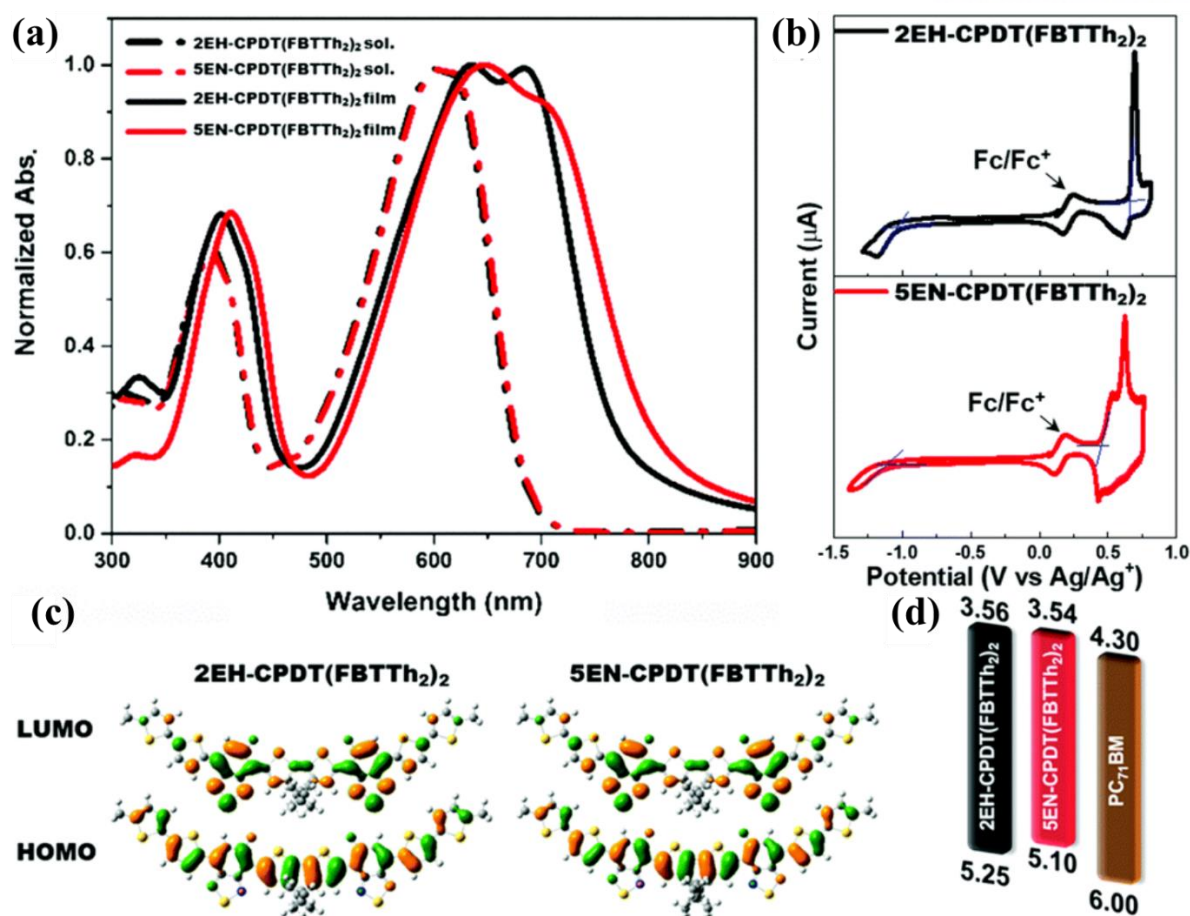 (a)
2EH-CPDT(FBTTh₂)₂ sol.
5EN-CPDT(FBTTh₂)₂ sol.
2EH-CPDT(FBTTh₂)₂ film
5EN-CPDT(FBTTh₂)₂ film
Normalized Abs.
1.0
0.8
0.6
0.4
0.2
0.0
300 400 500 600 700 800 900
Wavelength (nm)
(b)
2EH-CPDT(FBTTh₂)₂
Fc/Fc⁺
5EN-CPDT(FBTTh₂)₂
Fc/Fc⁺
Current (µA)
-1.5 -1.0 -0.5 0.0 0.5 1.0
Potential (V vs Ag/Ag⁺)
(c)
2EH-CPDT(FBTTh₂)₂ 5EN-CPDT(FBTTh₂)₂
LUMO
HOMO
(d)
3.56 3.54 4.30
2EH-CPDT(FBTTh₂)₂
5EN-CPDT(FBTTh₂)₂
PC₇₁BM
5.25 5.10 6.00